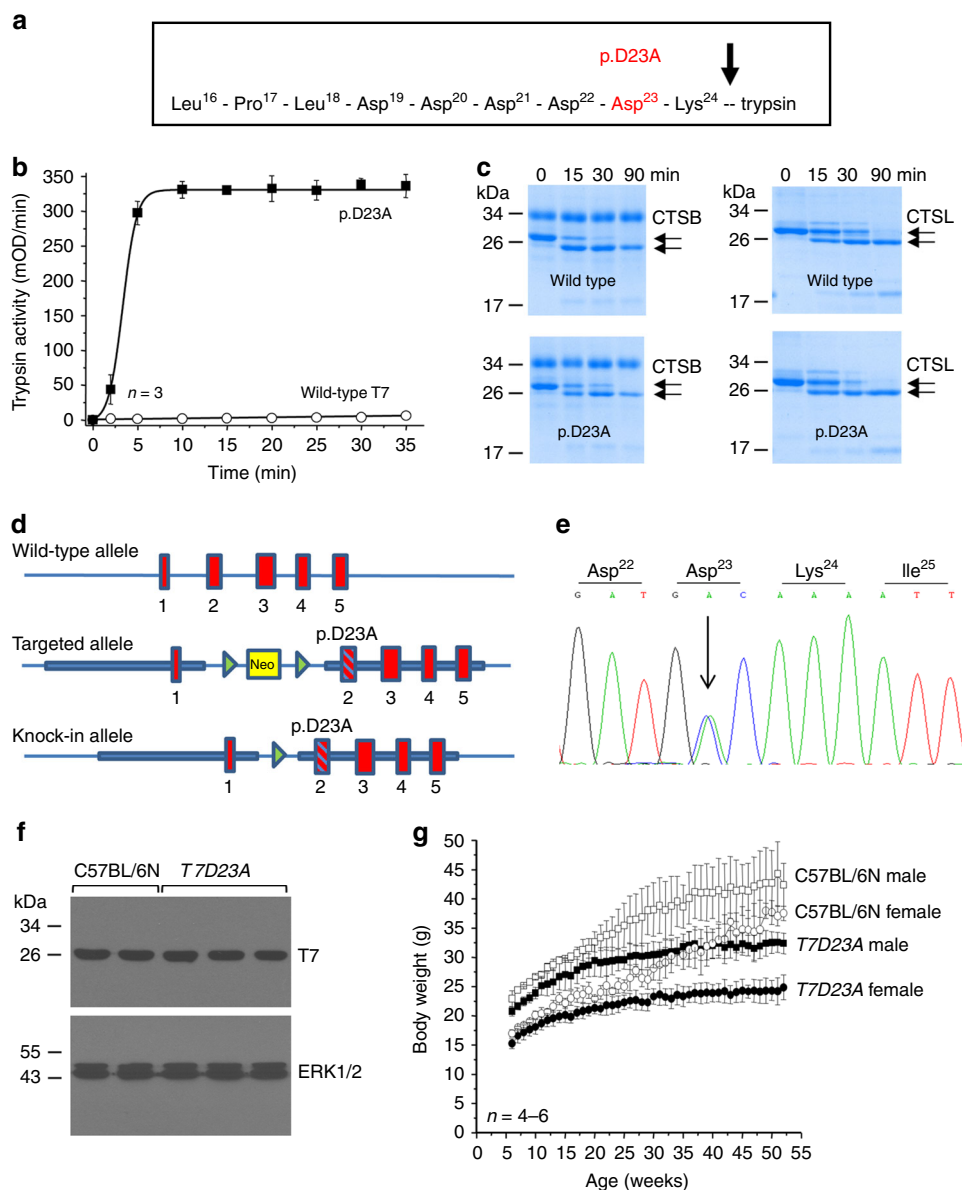 a
p.D23A
Leu16 - Pro17 - Leu18 - Asp19 - Asp20 - Asp21 - Asp22 - Asp23 - Lys24 -- trypsin
b
Trypsin activity (mOD/min)
350
300
250
200
150
100
50
0
p.D23A
n = 3
Wild-type T7
0 5 10 15 20 25 30 35
Time (min)
c
0 15 30 90 min
kDa
34
26
17
CTSB
Wild type
0 15 30 90 min
34
26
17
CTSL
Wild type
34
26
17
CTSB
p.D23A
34
26
17
CTSL
p.D23A
d
Wild-type allele
1 2 3 4 5
Targeted allele
p.D23A
Neo
1 2 3 4 5
Knock-in allele
p.D23A
1 2 3 4 5
e
Asp22 Asp23 Lys24 Ile25
G A T G A C A A A A T T
f
C57BL/6N T7D23A
kDa
34
26
T7
55
43
ERK1/2
g
Body weight (g)
50
45
40
35
30
25
20
15
10
5
0
C57BL/6N male
C57BL/6N female
T7D23A male
T7D23A female
n = 4–6
0 5 10 15 20 25 30 35 40 45 50 55
Age (weeks)